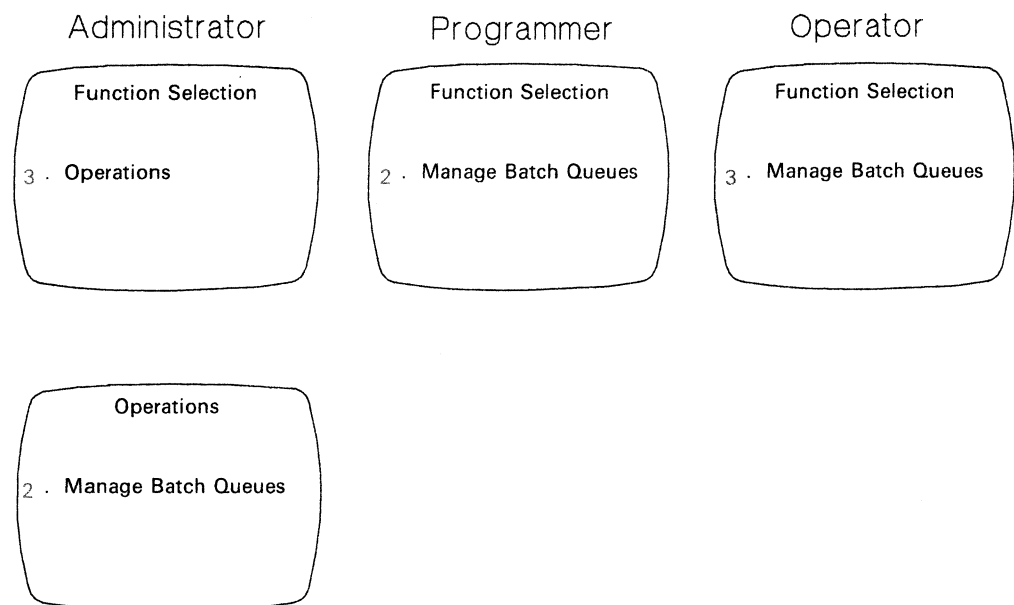 Administrator
Programmer
Operator
Function Selection
3 . Operations
Function Selection
2 . Manage Batch Queues
Function Selection
3 . Manage Batch Queues
Operations
2 . Manage Batch Queues